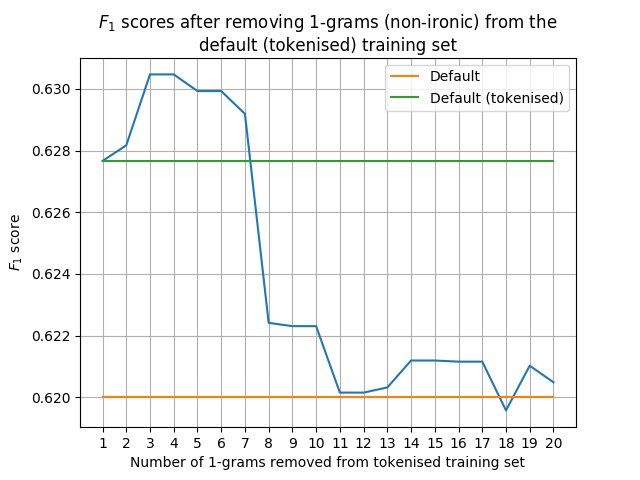 F₁ scores after removing 1-grams (non-ironic) from the
default (tokenised) training set
Default
Default (tokenised)
0.630
0.628
0.626
0.624
0.622
0.620
F₁ score
1 2 3 4 5 6 7 8 9 10 11 12 13 14 15 16 17 18 19 20
Number of 1-grams removed from tokenised training set